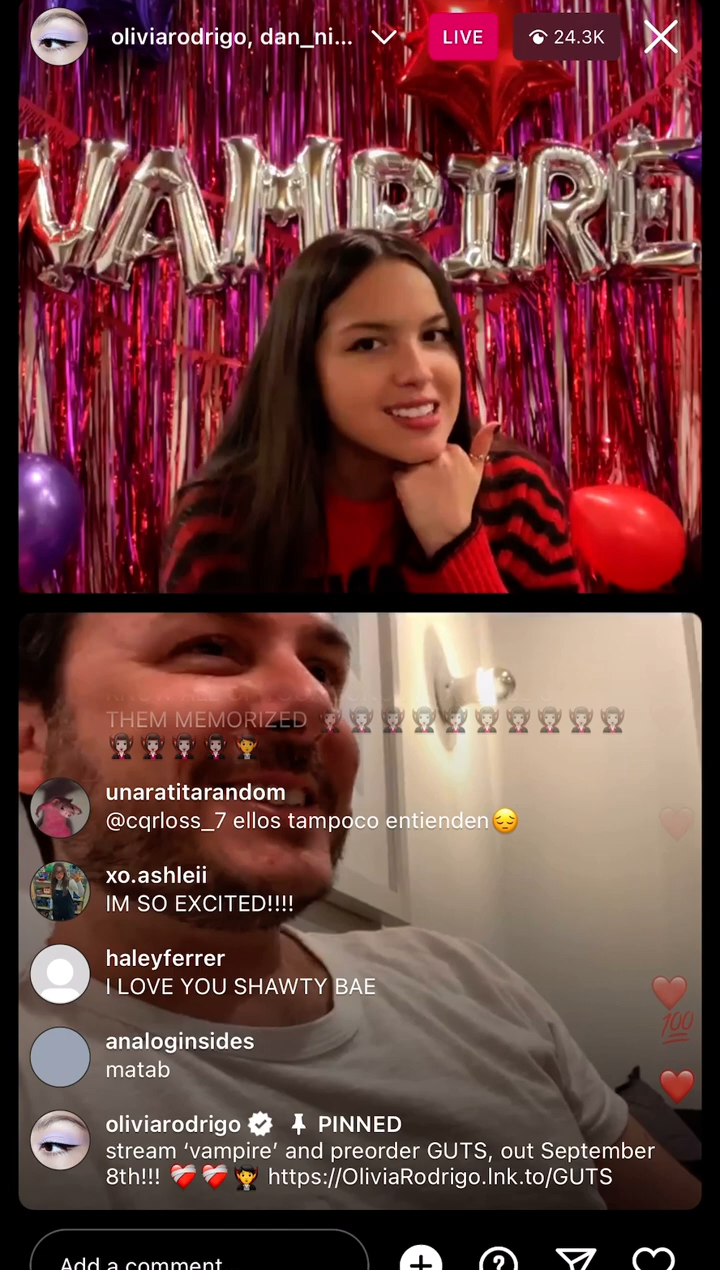 oliviarodrigo, dan_ni...
LIVE
24.3K
VAMPIRE
THEM MEMORIZED 🧛🏻‍♀️🧛🏻‍♀️🧛🏻‍♀️🧛🏻‍♀️🧛🏻‍♀️🧛🏻‍♀️🧛🏻‍♀️🧛🏻‍♀️🧛🏻‍♀️🧛🏻‍♀️
🧛🏻‍♀️🧛🏻‍♀️🧛🏻‍♀️🧛🏻‍♀️🧛
unaratitarandom
@cqrloss_7 ellos tampoco entienden😔
xo.ashleii
IM SO EXCITED!!!!
haleyferrer
I LOVE YOU SHAWTY BAE
100
analoginsides
matab
oliviarodrigo PINNED
stream ‘vampire’ and preorder GUTS, out September
8th!!! ❤️‍🩹❤️‍🩹🧛 https://OliviaRodrigo.lnk.to/GUTS
Add a comment